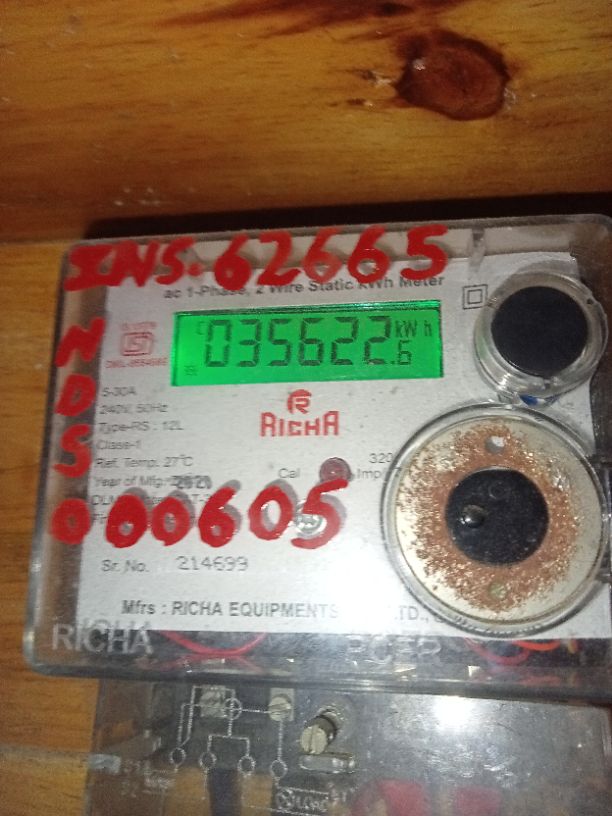 INS. 62665
ac 1-Phase, 2 Wire Static kWh Meter
C 035622.6 kWh
NDS
5-30A
240V, 50Hz
RICHA
Type-RS : 12L
Class-1
Ref. Temp. 27°C
Cal
320
Imp
Year of Mfg.
000605
Sr. No. 214699
Mfrs : RICHA EQUIPMENTS
RICHA